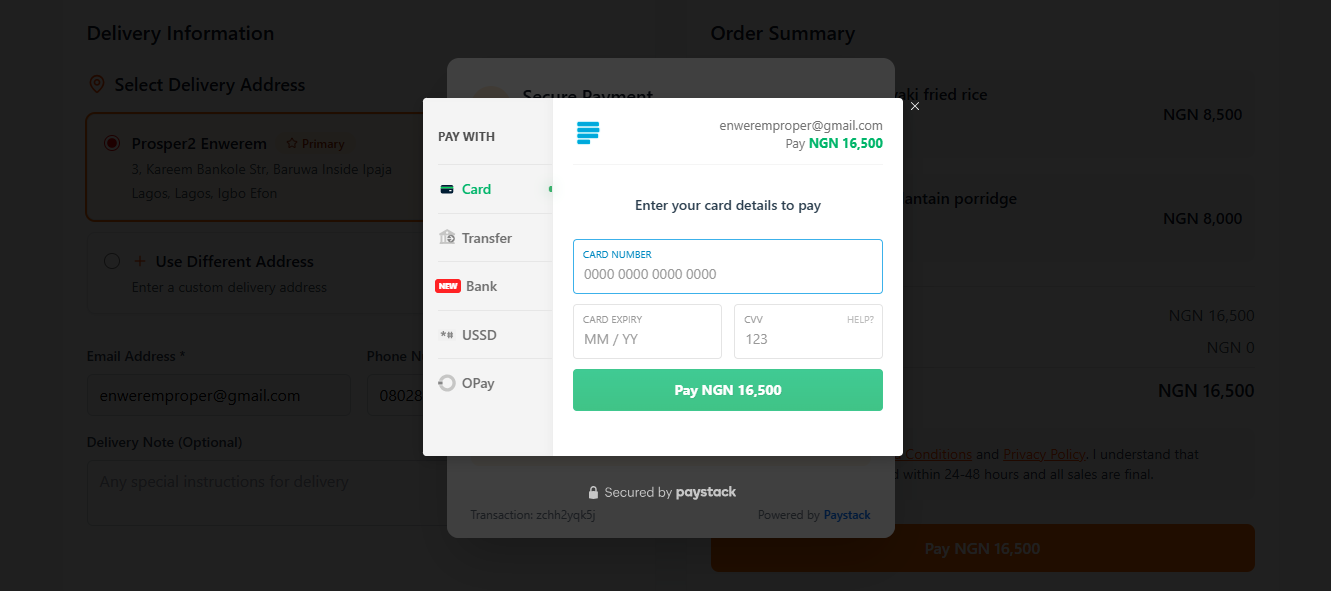 Delivery Information
Select Delivery Address
Prosper2 Enwerem
Primary
3, Kareem Bankole Str, Baruwa Inside Ipaja
Lagos, Lagos, Igbo Efon
Use Different Address
Enter a custom delivery address
Email Address *
Phone N
enweremproper@gmail.com
08028
Delivery Note (Optional)
Any special instructions for delivery
Secure Payment
PAY WITH
Card
Transfer
NEW Bank
*# USSD
OPay
enweremproper@gmail.com
Pay NGN 16,500
Enter your card details to pay
CARD NUMBER
0000 0000 0000 0000
CARD EXPIRY
MM / YY
CVV
HELP?
123
Pay NGN 16,500
Secured by paystack
Transaction: zchh2yqk5j
Powered by Paystack
Order Summary
aki fried rice
NGN 8,500
antain porridge
NGN 8,000
NGN 16,500
NGN 0
NGN 16,500
Conditions and Privacy Policy. I understand that
d within 24-48 hours and all sales are final.
Pay NGN 16,500